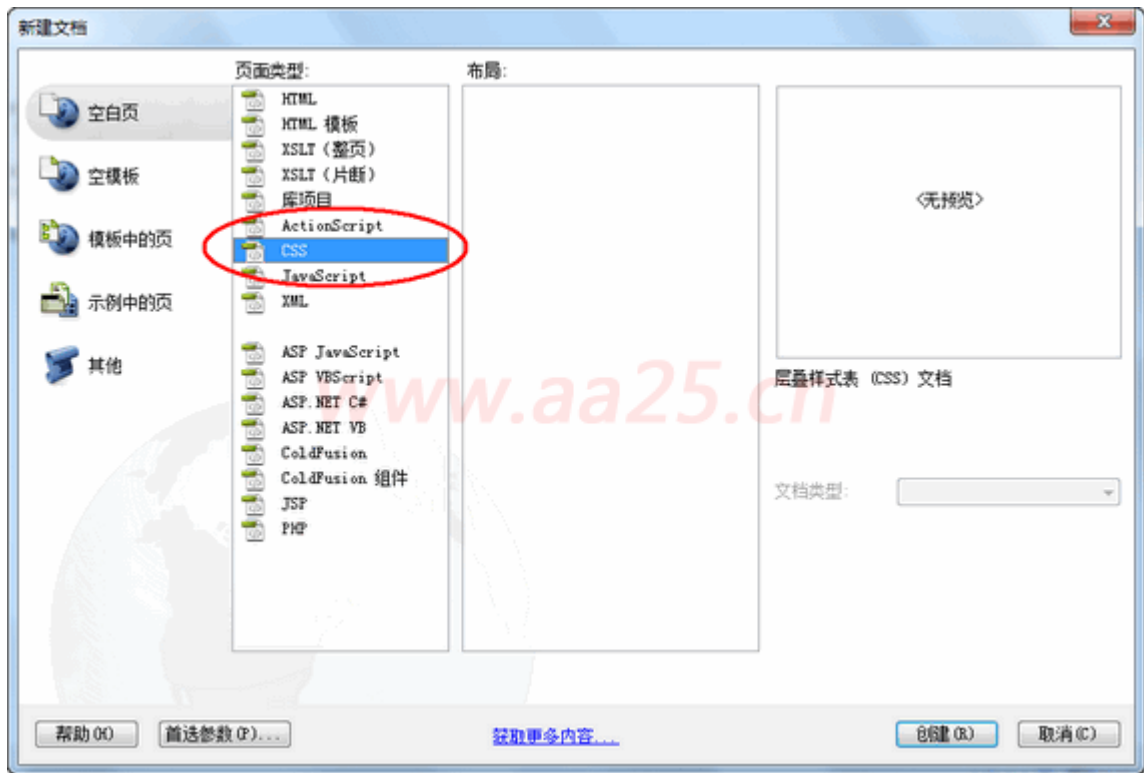 新建文档
页面类型:
布局:
空白页
空模板
模板中的页
示例中的页
其他
HTML
HTML 模板
XSLT（整页）
XSLT（片断）
库项目
ActionScript
CSS
JavaScript
XML
ASP JavaScript
ASP VBScript
ASP.NET C#
ASP.NET VB
ColdFusion
ColdFusion 组件
JSP
PHP
<无预览>
层叠样式表（CSS）文档
文档类型:
www.aa25.cn
帮助(H)
首选参数(P)...
获取更多内容...
创建(R)
取消(C)